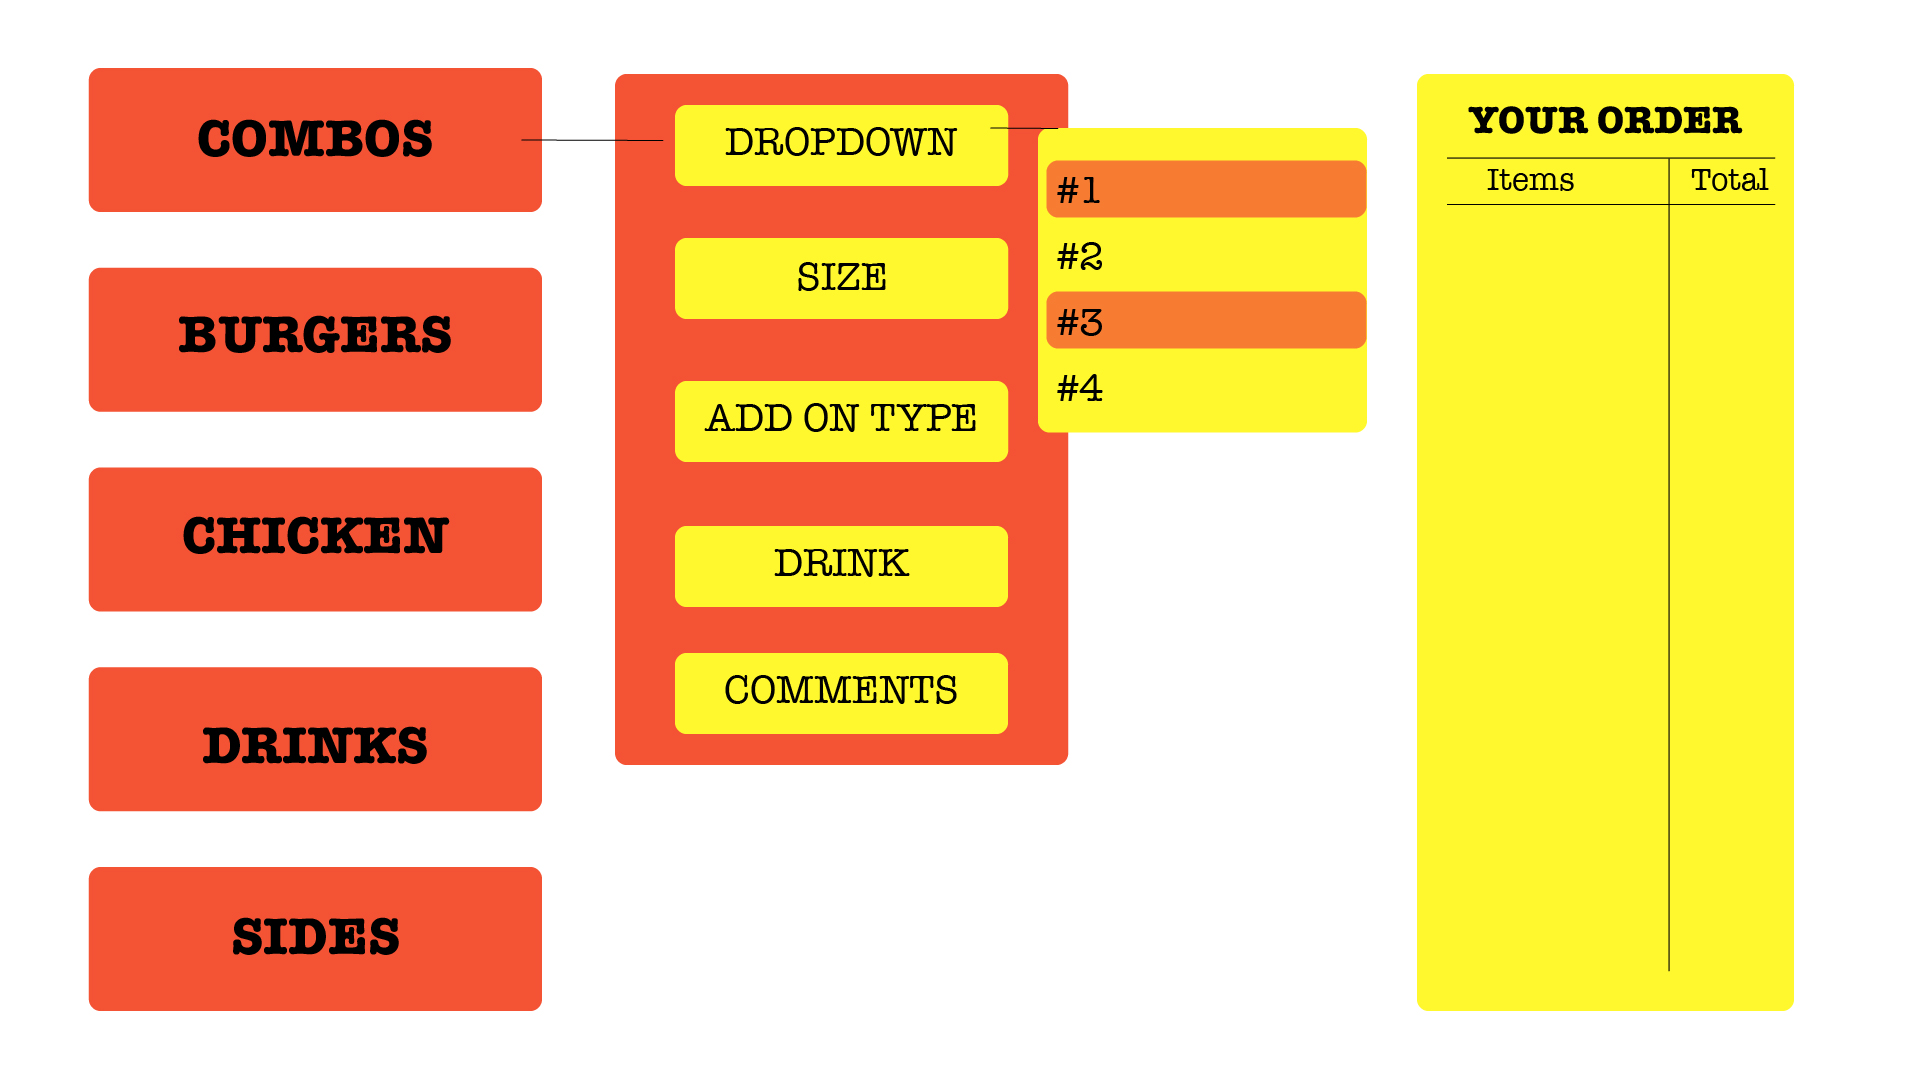 COMBOS
BURGERS
CHICKEN
DRINKS
SIDES
DROPDOWN
SIZE
ADD ON TYPE
DRINK
COMMENTS
#1
#2
#3
#4
YOUR ORDER
Items Total